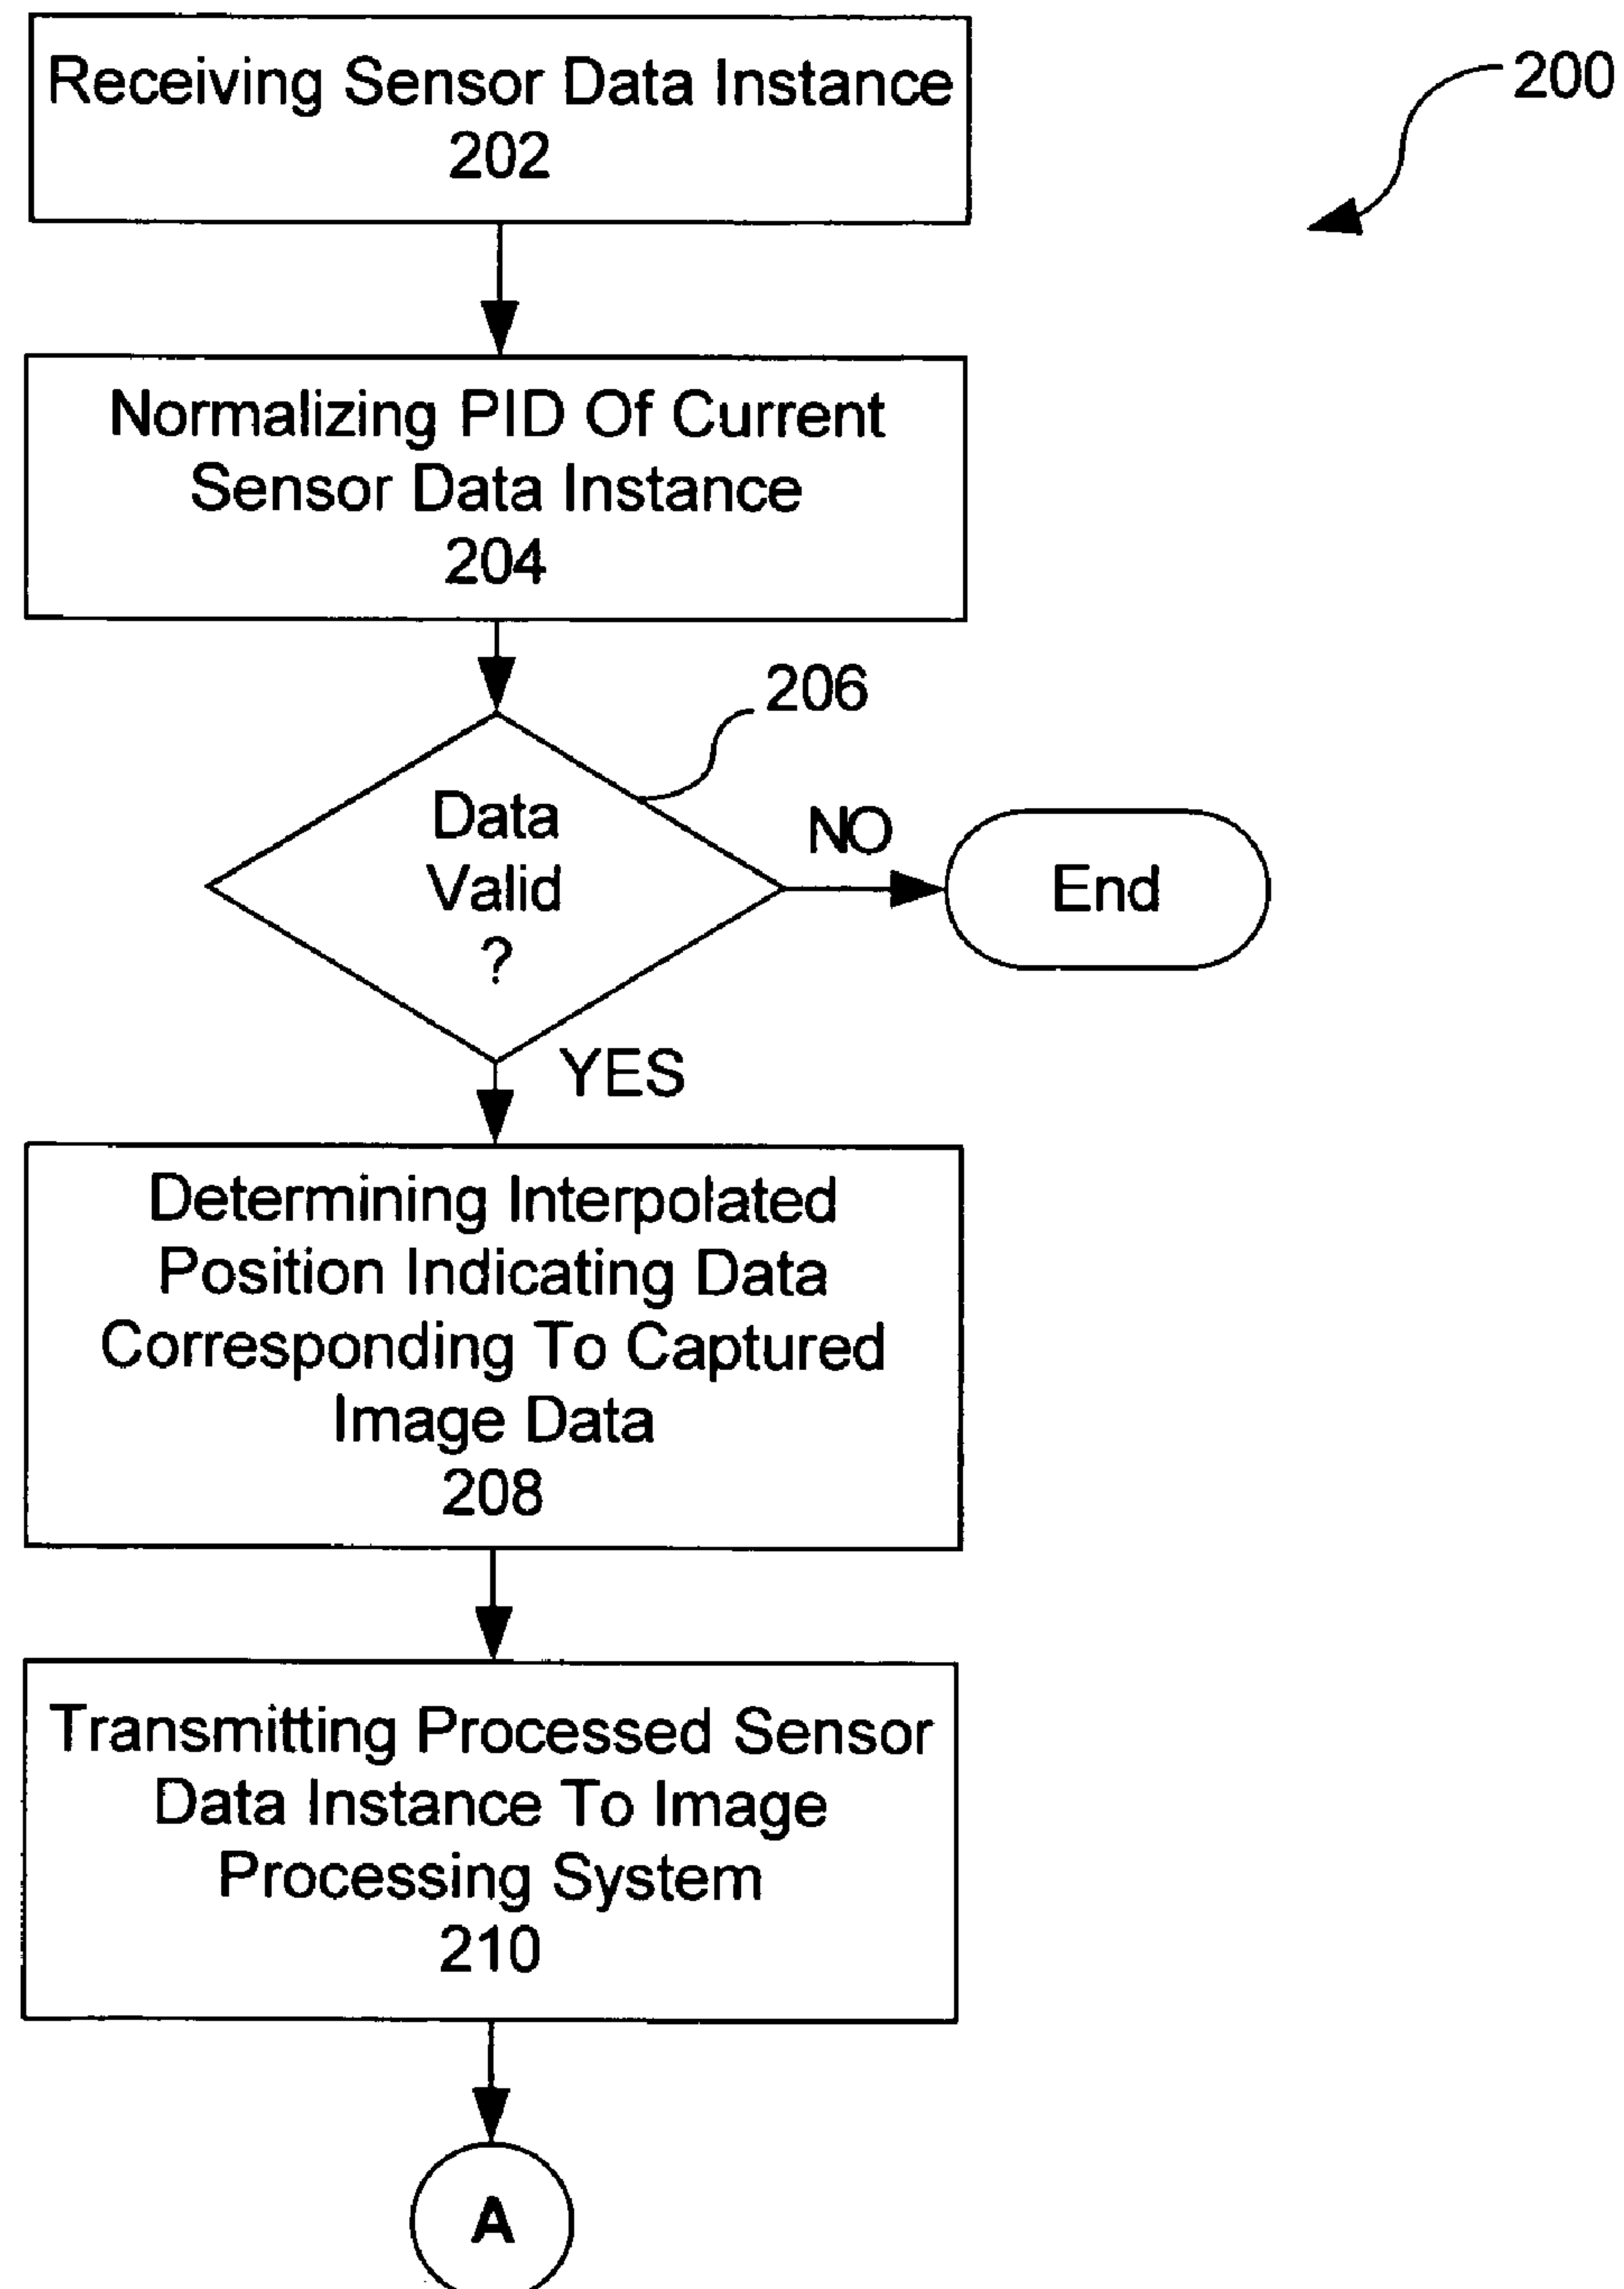 Receiving Sensor Data Instance
202
200
Normalizing PID Of Current
Sensor Data Instance
204
206
Data
Valid
?
NO
End
YES
Determining Interpolated
Position Indicating Data
Corresponding To Captured
Image Data
208
Transmitting Processed Sensor
Data Instance To Image
Processing System
210
A